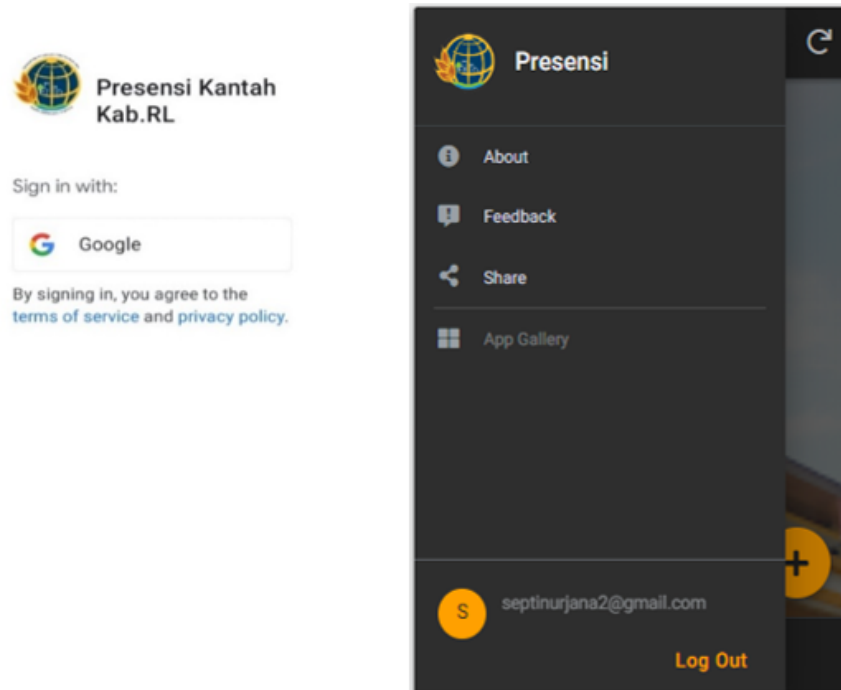 Presensi Kantah
Kab.RL
Sign in with:
Google
By signing in, you agree to the
terms of service and privacy policy.
Presensi
About
Feedback
Share
App Gallery
S
septinurjana2@gmail.com
Log Out